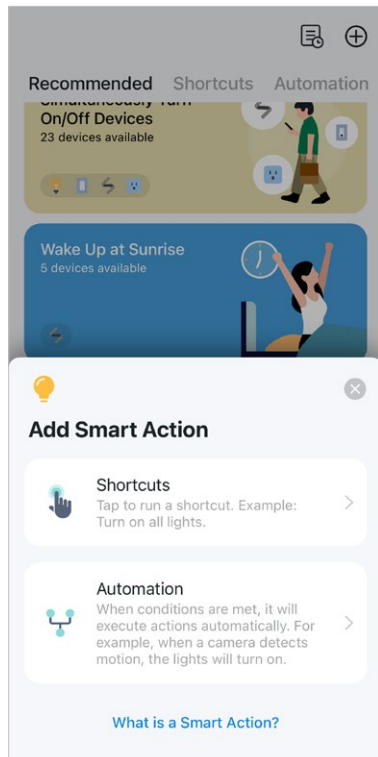 Recommended Shortcuts Automation
Simultaneously Turn
On/Off Devices
23 devices available
Wake Up at Sunrise
5 devices available
Add Smart Action
Shortcuts
Tap to run a shortcut. Example:
Turn on all lights.
Automation
When conditions are met, it will
execute actions automatically. For
example, when a camera detects
motion, the lights will turn on.
What is a Smart Action?